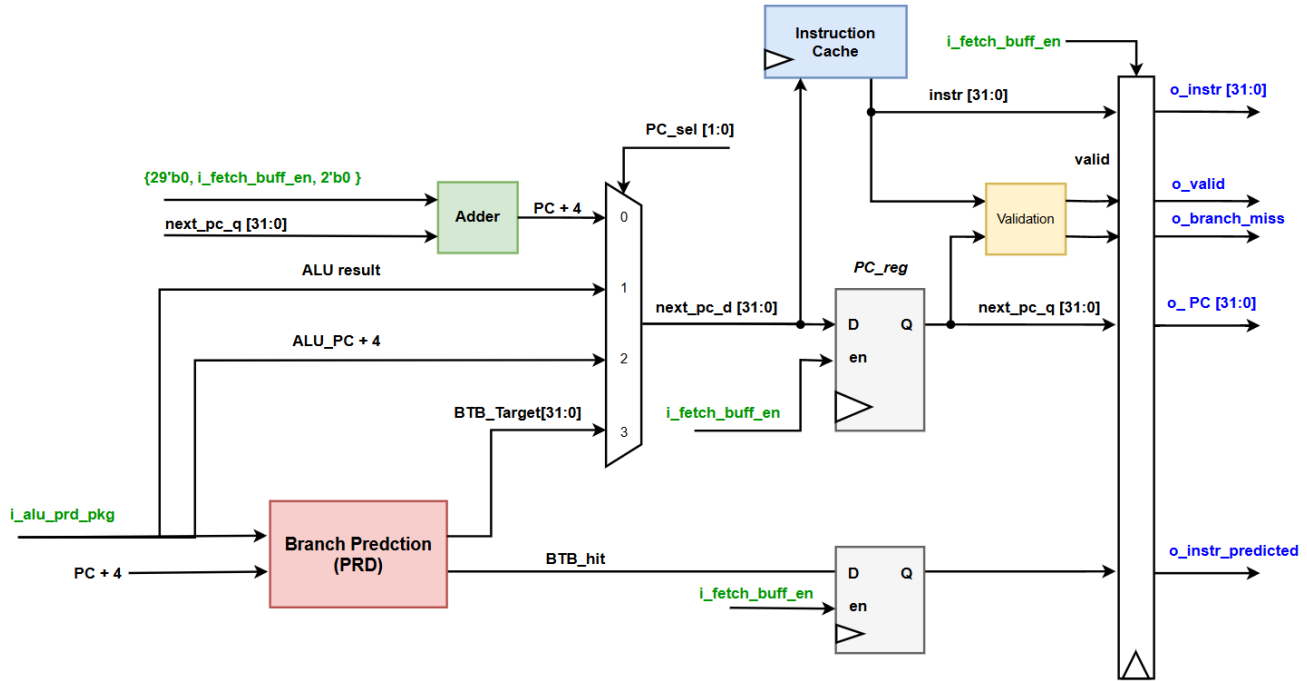 Instruction
Cache
i_fetch_buff_en
instr [31:0]
o_instr [31:0]
PC_sel [1:0]
valid
{29'b0, i_fetch_buff_en, 2'b0 }
Adder
PC + 4
0
next_pc_q [31:0]
Validation
o_valid
o_branch_miss
ALU result
1
PC_reg
next_pc_d [31:0]
D
Q
next_pc_q [31:0]
o_ PC [31:0]
ALU_PC + 4
2
en
BTB_Target[31:0]
3
i_fetch_buff_en
i_alu_prd_pkg
Branch Predction
(PRD)
PC + 4
BTB_hit
D
Q
o_instr_predicted
i_fetch_buff_en
en